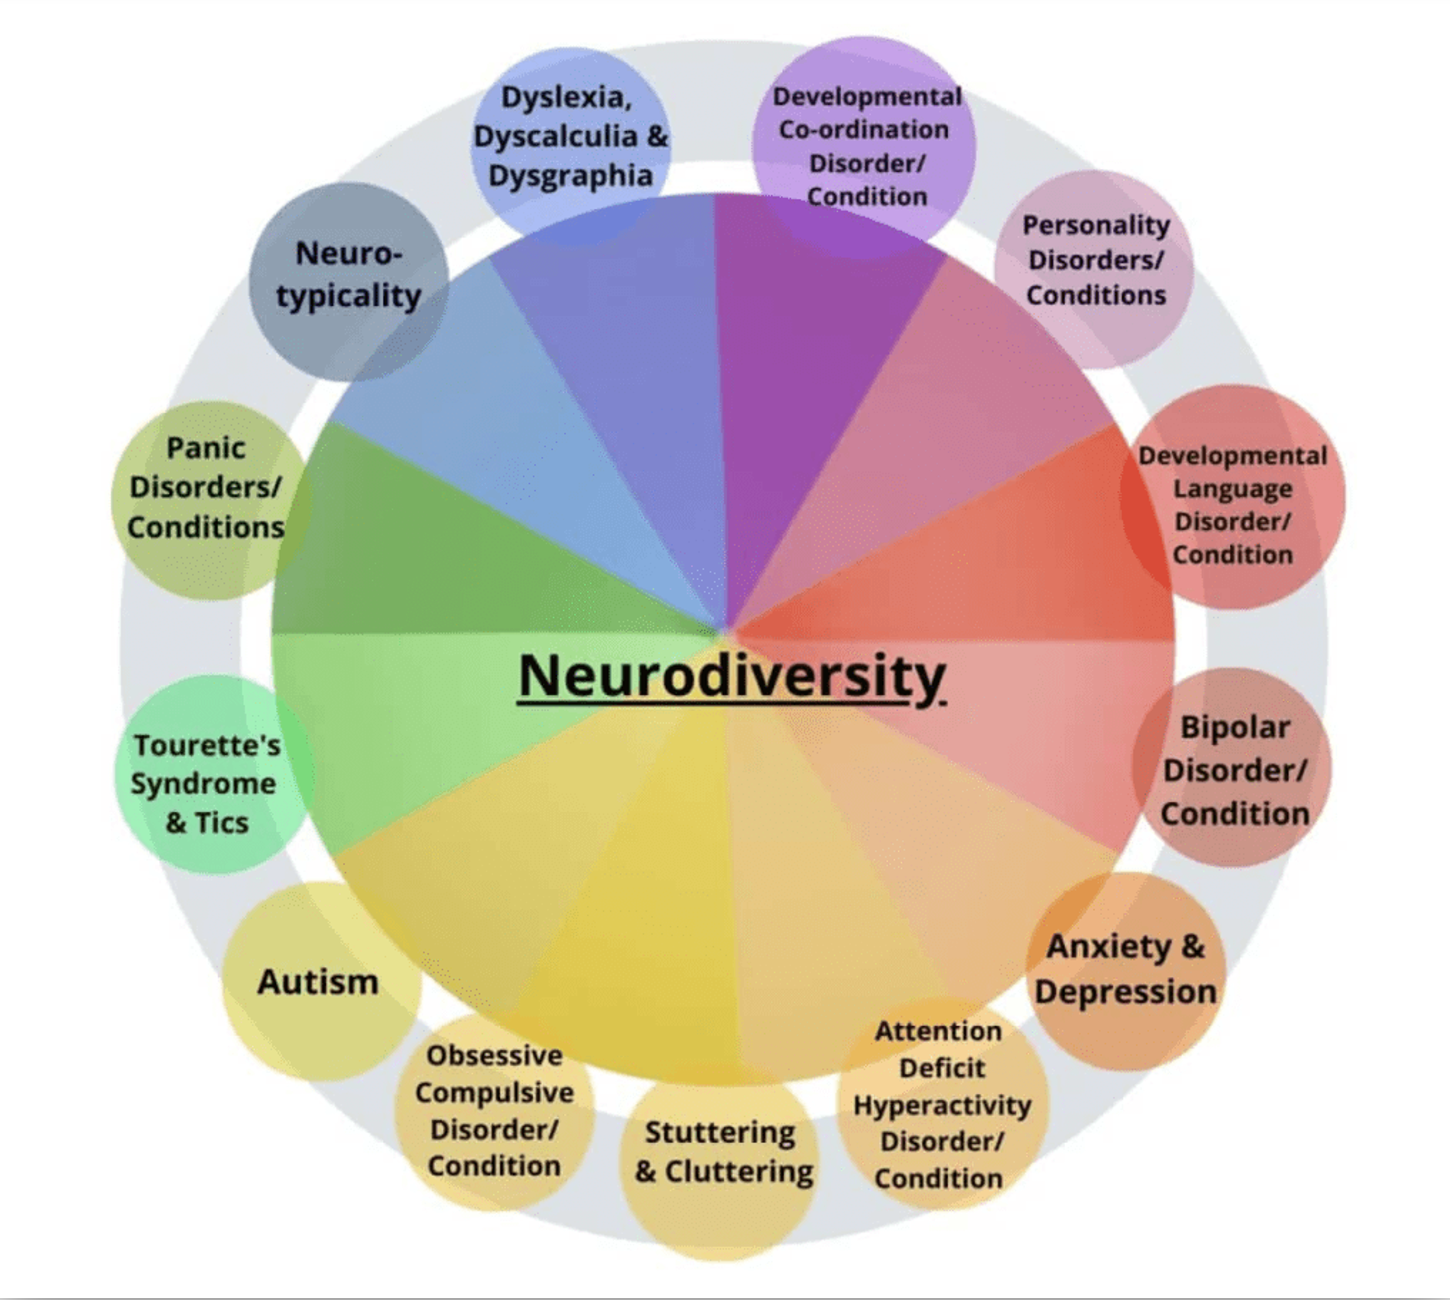 Dyslexia,
Dyscalculia &
Dysgraphia
Developmental
Co-ordination
Disorder/
Condition
Personality
Disorders/
Conditions
Developmental
Language
Disorder/
Condition
Bipolar
Disorder/
Condition
Anxiety &
Depression
Attention
Deficit
Hyperactivity
Disorder/
Condition
Stuttering
& Cluttering
Obsessive
Compulsive
Disorder/
Condition
Autism
Tourette's
Syndrome
& Tics
Panic
Disorders/
Conditions
Neuro-
typicality
Neurodiversity